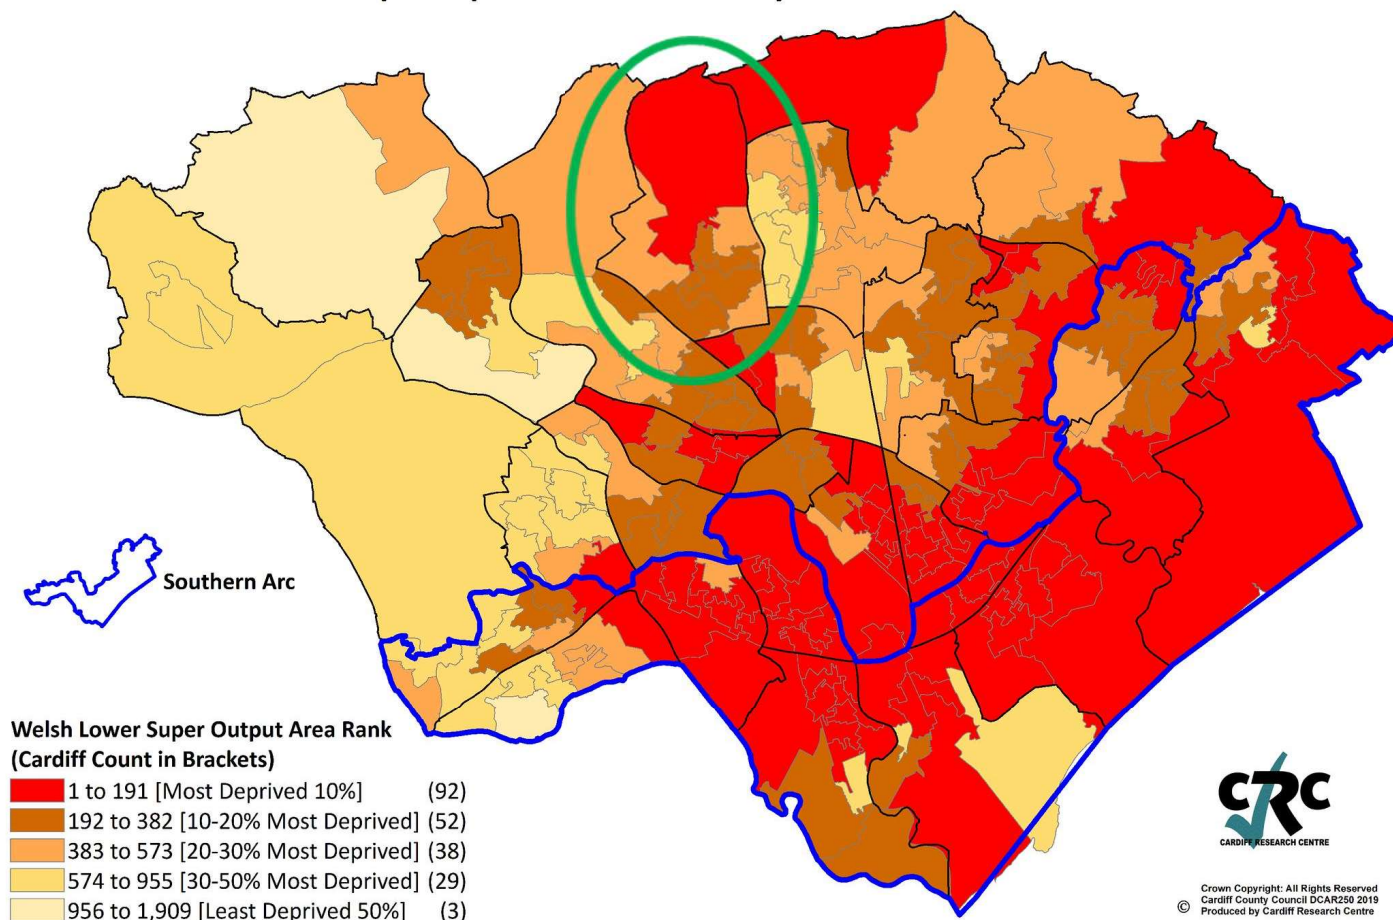 Southern Arc
Welsh Lower Super Output Area Rank
(Cardiff Count in Brackets)
1 to 191 [Most Deprived 10%] (92)
192 to 382 [10-20% Most Deprived] (52)
383 to 573 [20-30% Most Deprived] (38)
574 to 955 [30-50% Most Deprived] (29)
956 to 1,909 [Least Deprived 50%] (3)
CRC
CARDIFF RESEARCH CENTRE
Crown Copyright: All Rights Reserved
Cardiff County Council DCAR250 2019
© Produced by Cardiff Research Centre